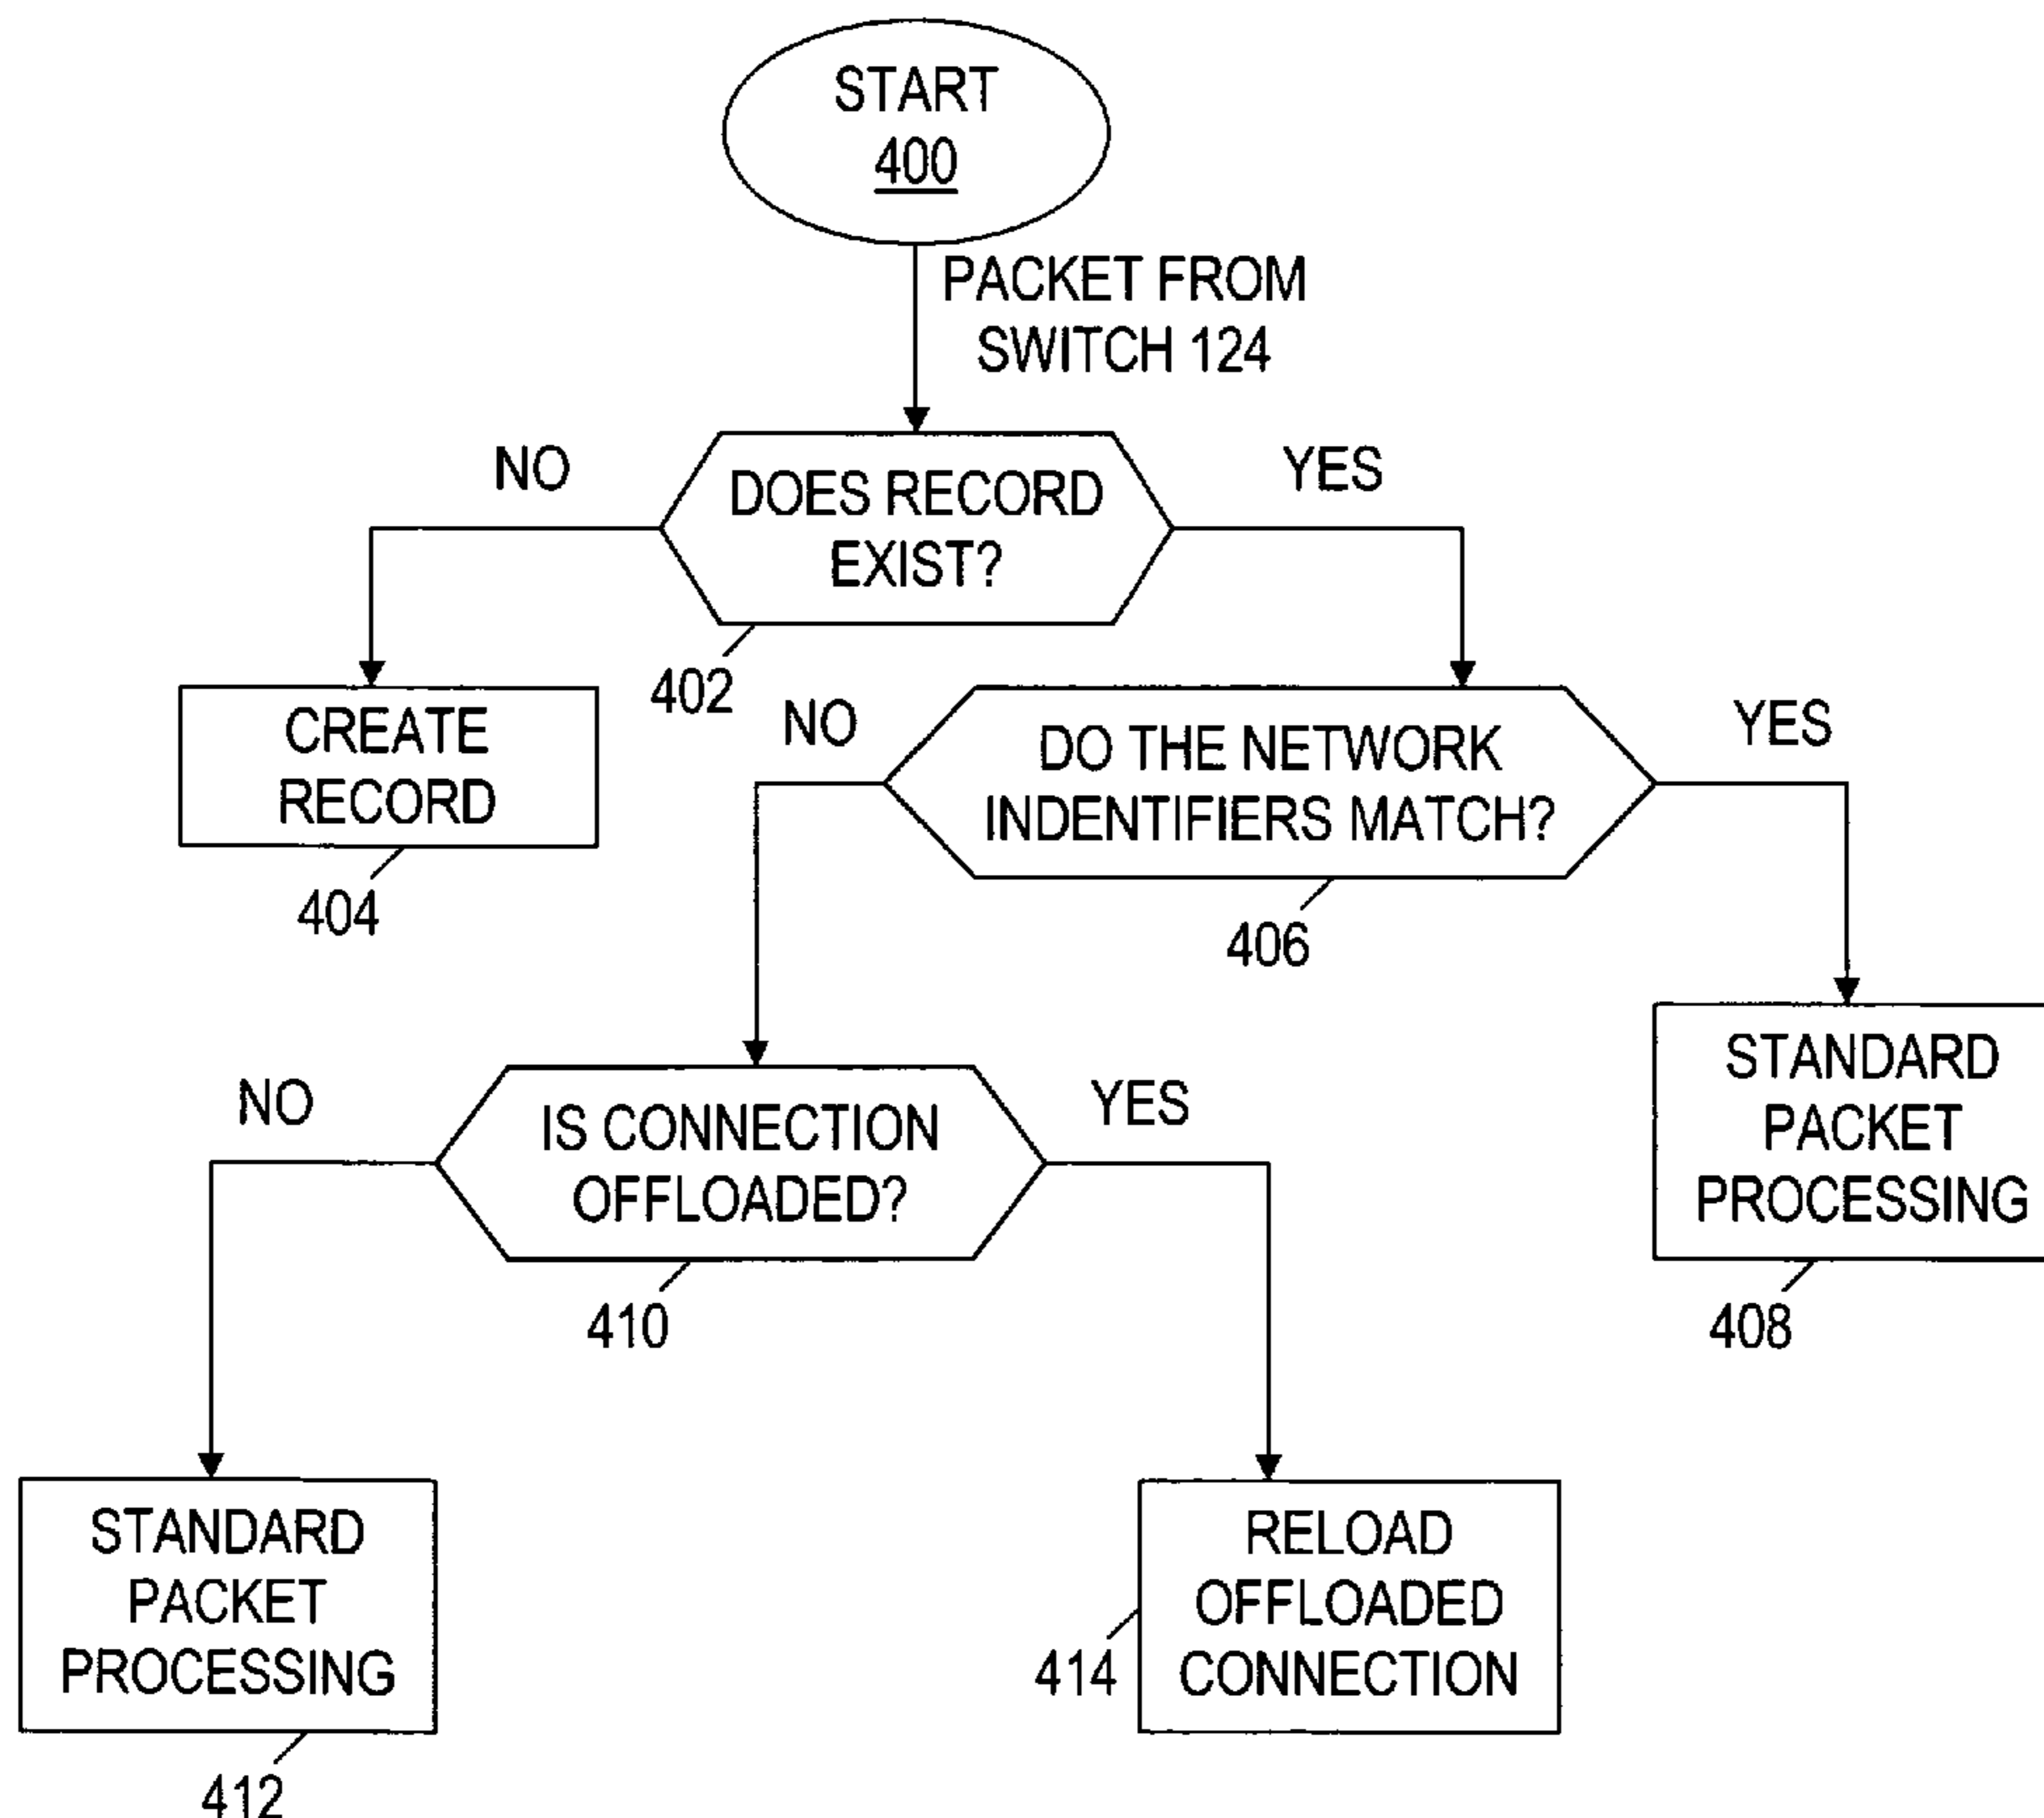 START
400
PACKET FROM
SWITCH 124
NO
YES
DOES RECORD
EXIST?
402
CREATE
RECORD
404
NO
YES
DO THE NETWORK
INDENTIFIERS MATCH?
406
STANDARD
PACKET
PROCESSING
408
NO
YES
IS CONNECTION
OFFLOADED?
410
STANDARD
PACKET
PROCESSING
412
RELOAD
OFFLOADED
CONNECTION
414